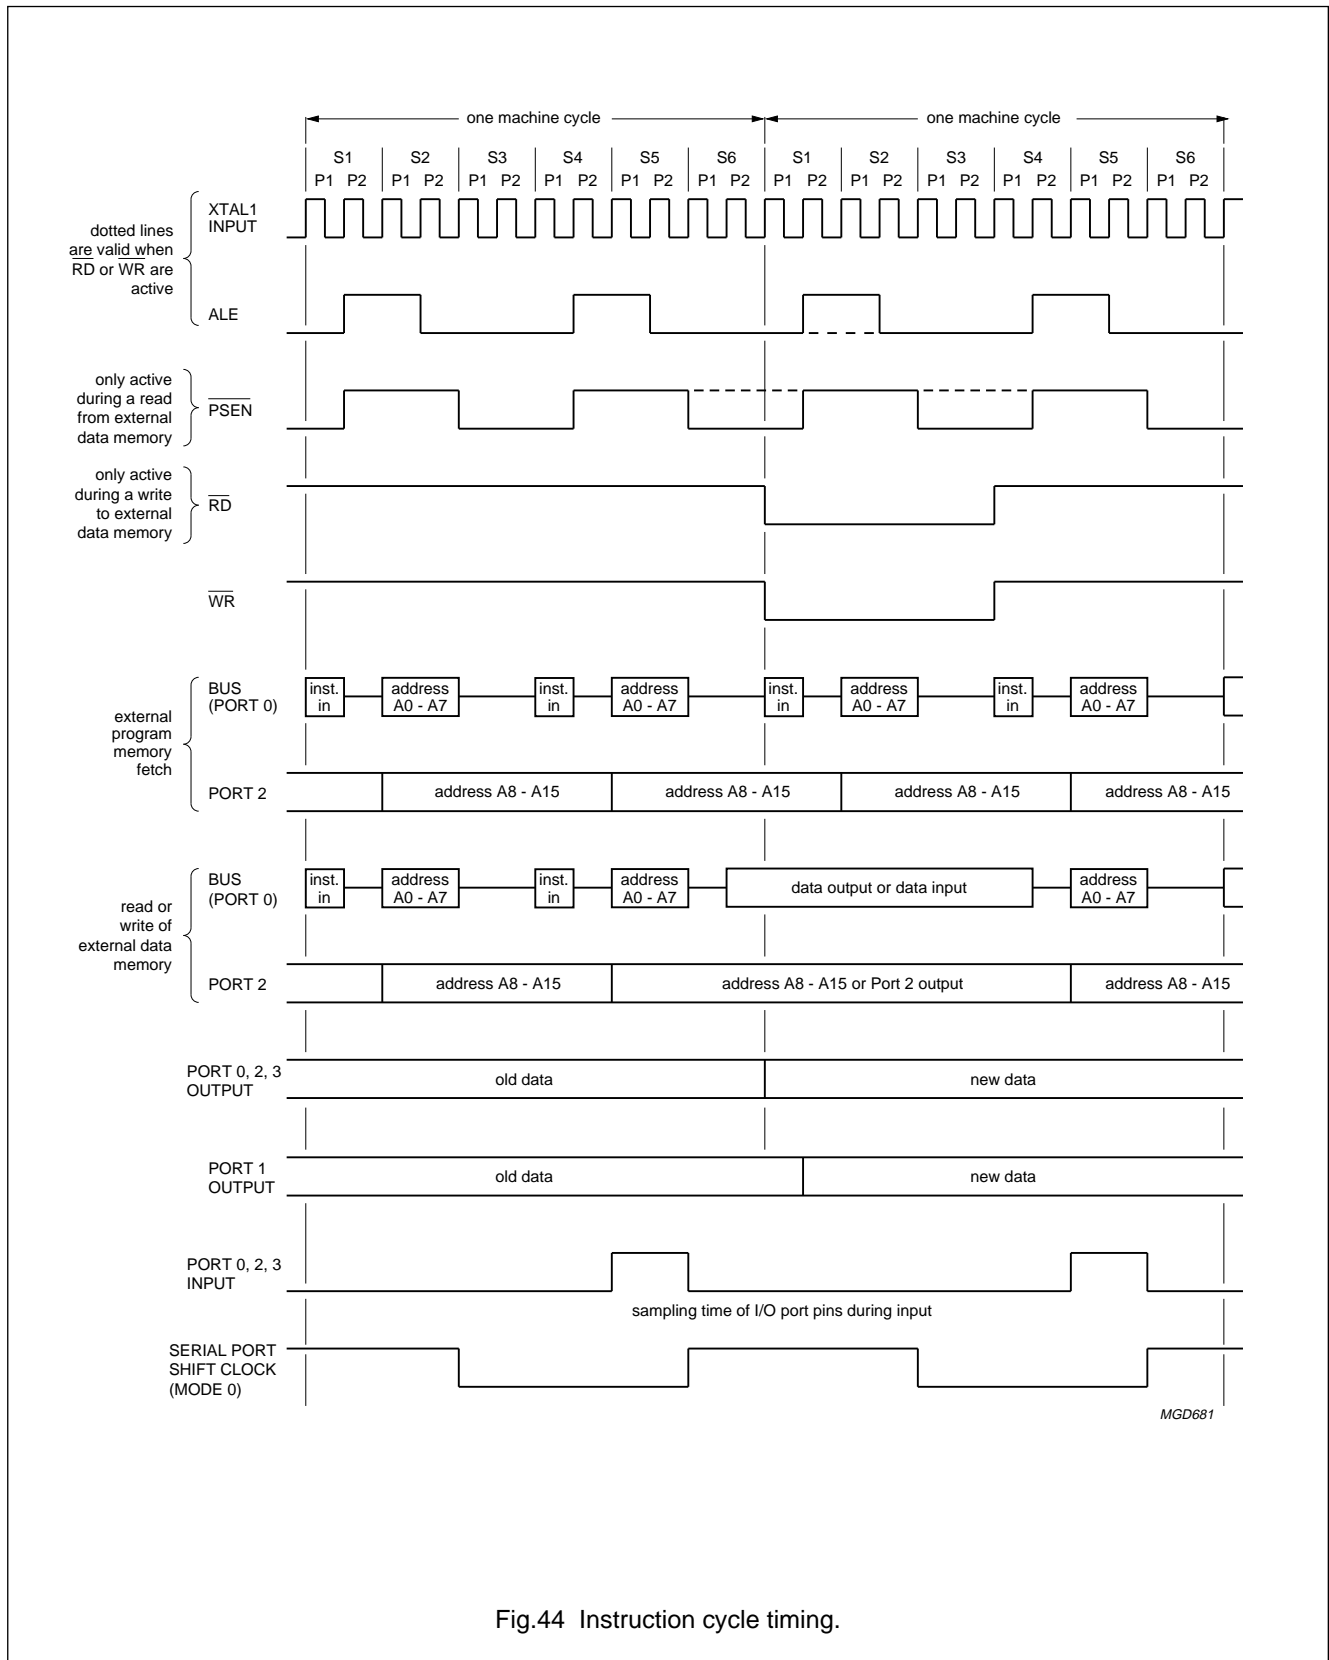 one machine cycle one machine cycle
S1 S2 S3 S4 S5 S6 S1 S2 S3 S4 S5 S6
P1 P2 P1 P2 P1 P2 P1 P2 P1 P2 P1 P2 P1 P2 P1 P2 P1 P2 P1 P2 P1 P2 P1 P2
dotted lines
are valid when
RD or WR are
active
XTAL1
INPUT
ALE
only active
during a read
from external
data memory
PSEN
only active
during a write
to external
data memory
RD
WR
external
program
memory
fetch
BUS
(PORT 0)
inst.
in
address
A0 - A7
inst.
in
address
A0 - A7
inst.
in
address
A0 - A7
inst.
in
address
A0 - A7
PORT 2
address A8 - A15 address A8 - A15 address A8 - A15 address A8 - A15
read or
write of
external data
memory
BUS
(PORT 0)
inst.
in
address
A0 - A7
inst.
in
address
A0 - A7
data output or data input
address
A0 - A7
PORT 2
address A8 - A15 address A8 - A15 or Port 2 output address A8 - A15
PORT 0, 2, 3
OUTPUT
old data new data
PORT 1
OUTPUT
old data new data
PORT 0, 2, 3
INPUT
sampling time of I/O port pins during input
SERIAL PORT
SHIFT CLOCK
(MODE 0)
MGD681
Fig.44 Instruction cycle timing.